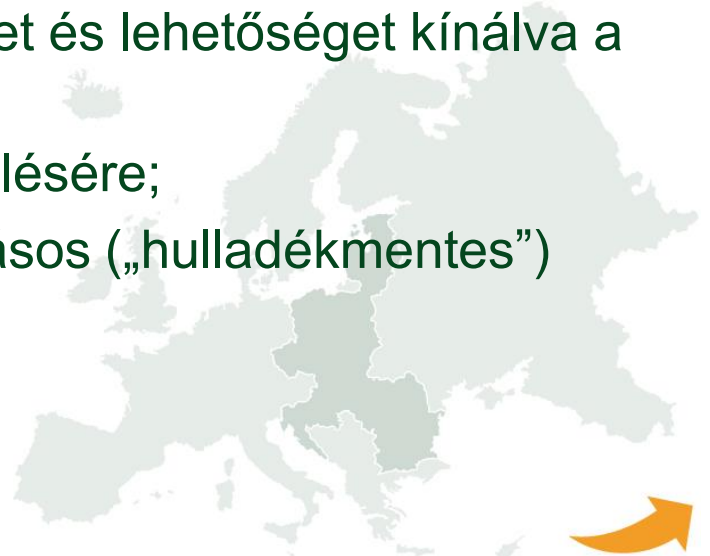 et és lehetőséget kínálva a
lésére;
asos („hulladékmentes”)